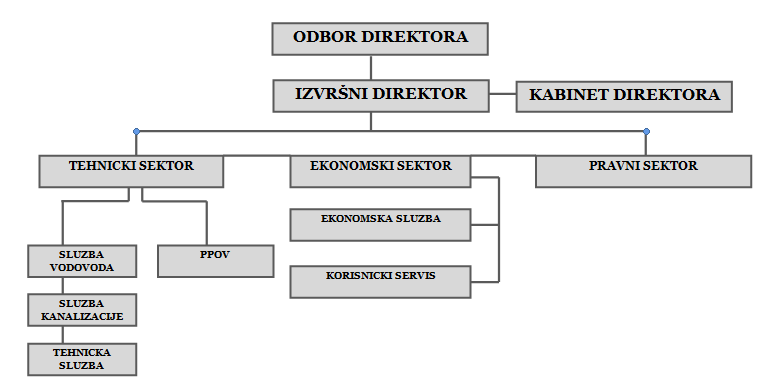 ODBOR DIREKTORA
IZVRŠNI DIREKTOR
KABINET DIREKTORA
TEHNICKI SEKTOR
EKONOMSKI SEKTOR
PRAVNI SEKTOR
EKONOMSKA SLUZBA
SLUZBA
VODOVODA
PPOV
KORISNICKI SERVIS
SLUZBA
KANALIZACIJE
TEHNICKA
SLUZBA